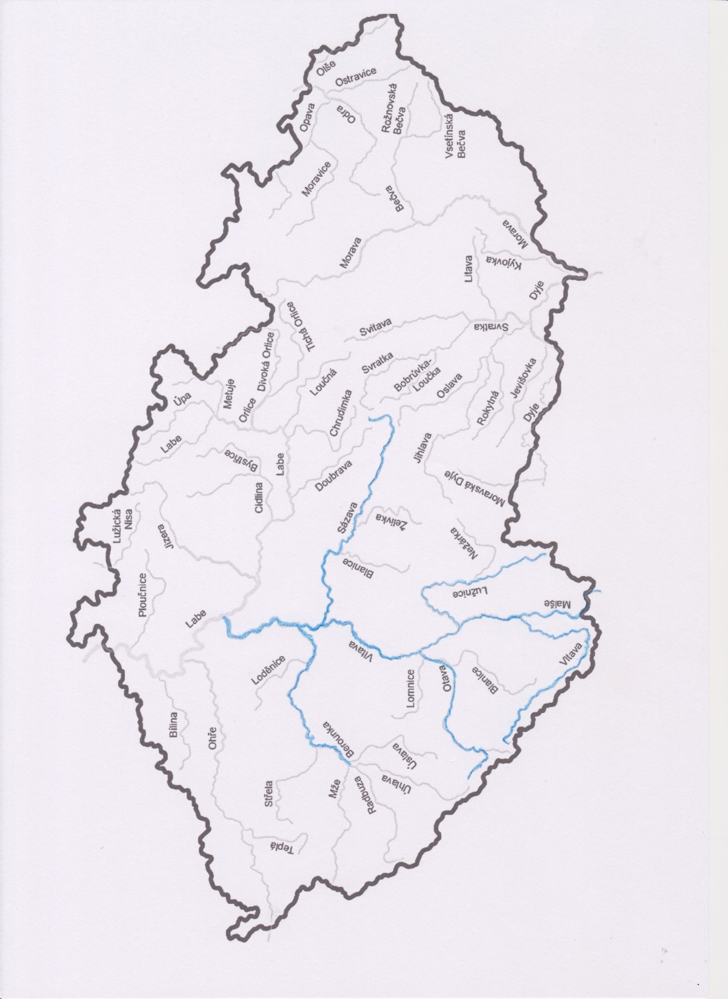 Olše
Ostravice
Opava
Odra
Rožnovská
Bečva
Vsetínská
Bečva
Moravice
Bečva
Morava
Morava
Kyjovka
Litava
Dyje
Tichá Orlice
Svitava
Svratka
Divoká Orlice
Loučná
Svratka
Bobrůvka-
Loučka
Oslava
Jevišovka
Rokytná
Dyje
Úpa
Metuje
Orlice
Chrudimka
Labe
Bystřice
Labe
Jihlava
Cidlina
Doubrava
Moravská Dyje
Lužická
Nisa
Jizera
Sázava
Želivka
Nežárka
Blanice
Ploučnice
Lužnice
Malše
Labe
Vltava
Vltava
Loděnice
Lomnice
Otava
Blanice
Bílina
Ohře
Berounka
Úslava
Střela
Mže
Radbuza
Úhlava
Teplá